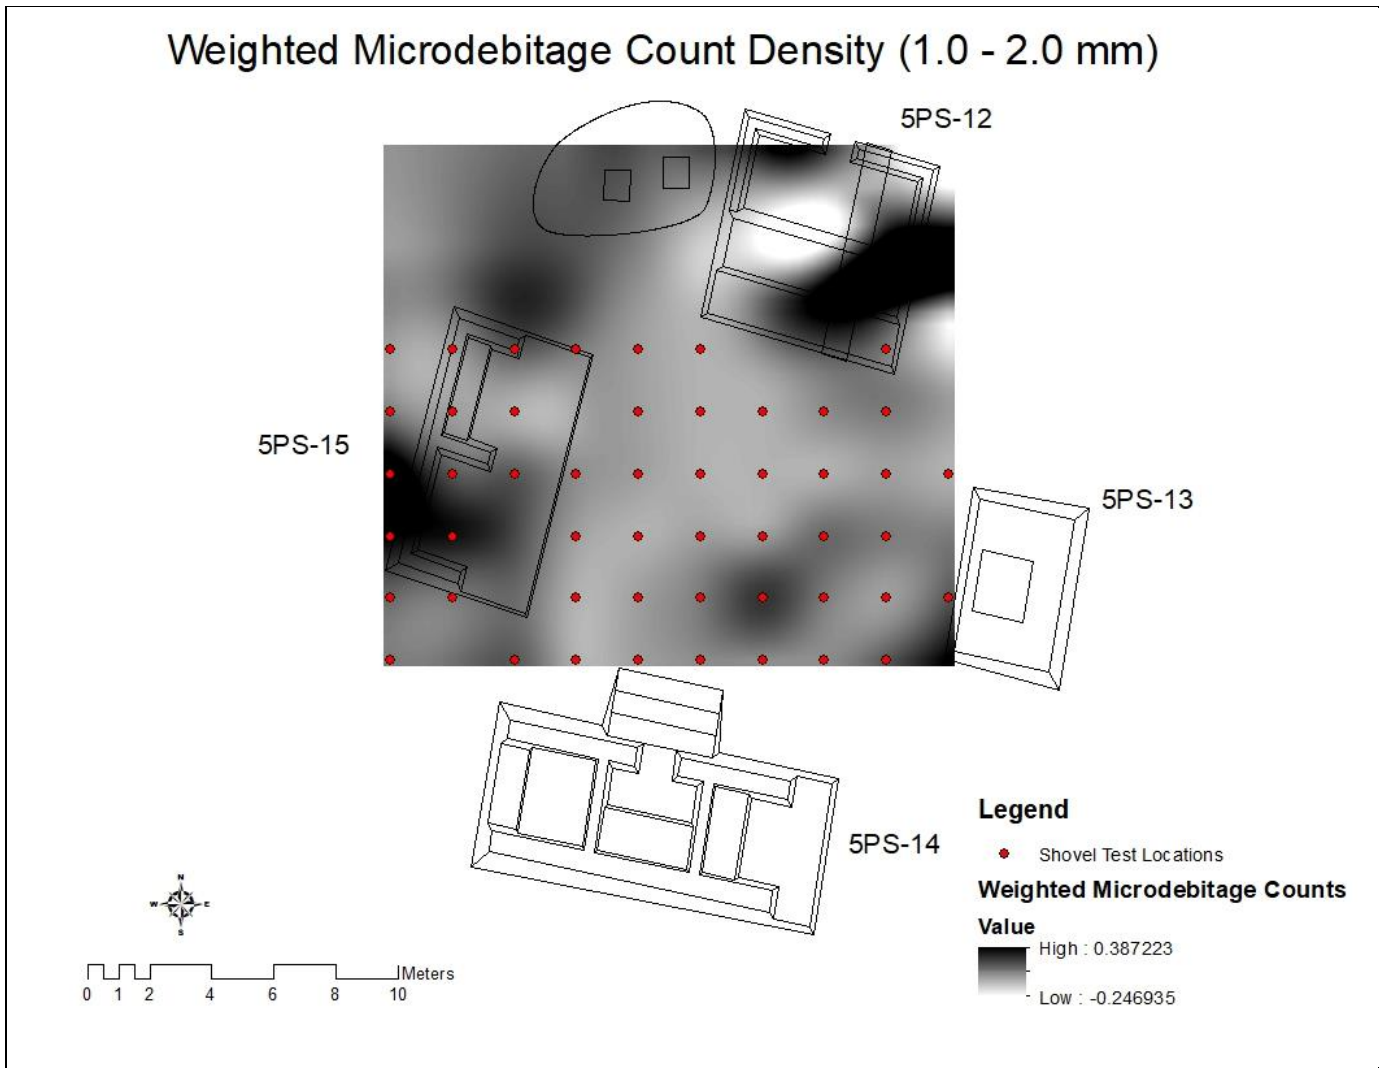 Weighted Microdebitage Count Density (1.0 - 2.0 mm)
5PS-12
5PS-15
5PS-13
5PS-14
Legend
Shovel Test Locations
Weighted Microdebitage Counts
Value
High : 0.387223
Low : -0.246935
N
W E
S
Meters
0 1 2 4 6 8 10